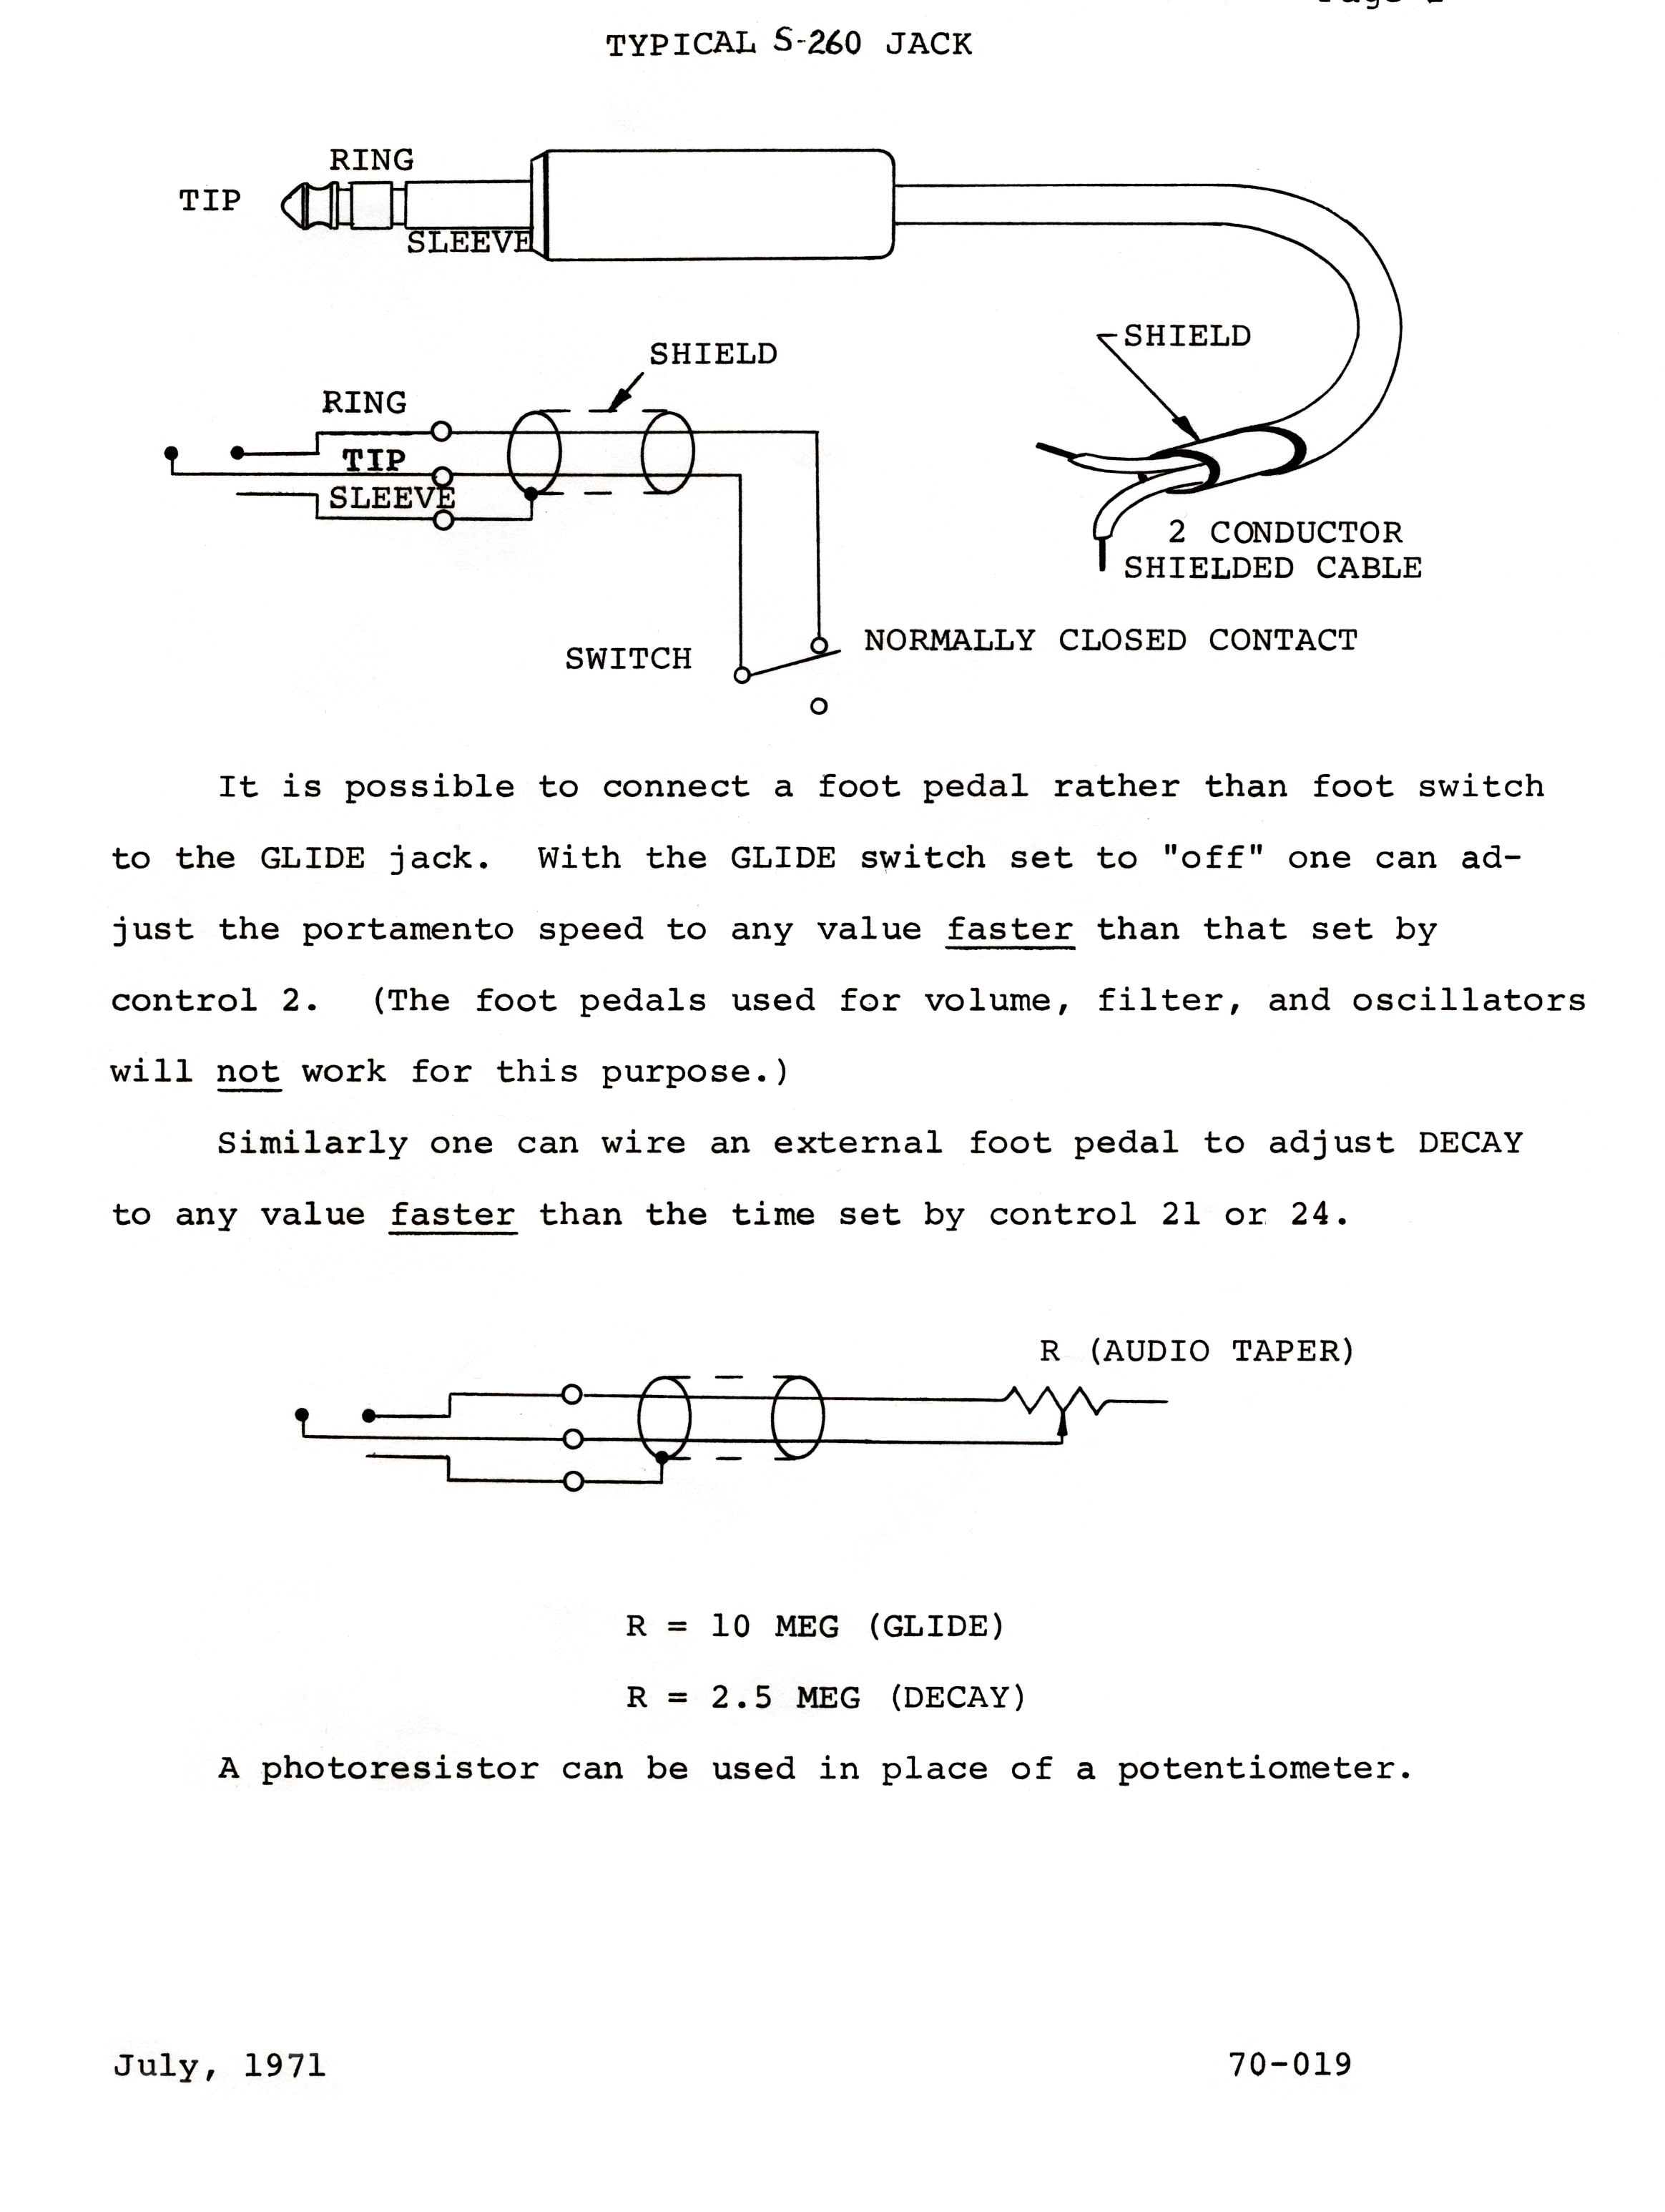 TYPICAL S-260 JACK
RING
TIP
SLEEVE
SHIELD
SHIELD
RING
TIP
SLEEVE
2 CONDUCTOR
SHIELDED CABLE
NORMALLY CLOSED CONTACT
SWITCH
It is possible to connect a foot pedal rather than foot switch
to the GLIDE jack. With the GLIDE switch set to "off" one can ad-
just the portamento speed to any value faster than that set by
control 2. (The foot pedals used for volume, filter, and oscillators
will not work for this purpose.)
Similarly one can wire an external foot pedal to adjust DECAY
to any value faster than the time set by control 21 or 24.
R (AUDIO TAPER)
R = 10 MEG (GLIDE)
R = 2.5 MEG (DECAY)
A photoresistor can be used in place of a potentiometer.
July, 1971 70-019